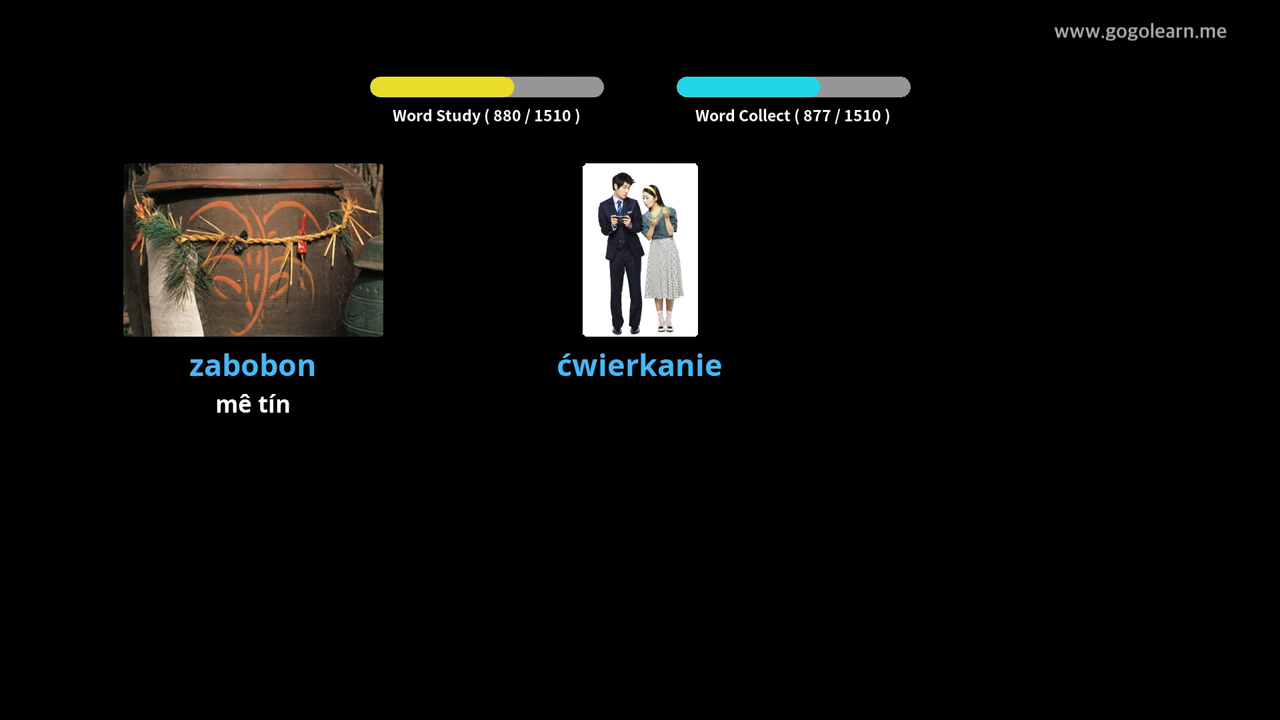 www.gogolearn.me
Word Study ( 880 / 1510 )
Word Collect ( 877 / 1510 )
zabobon
ćwierkanie
mê tín